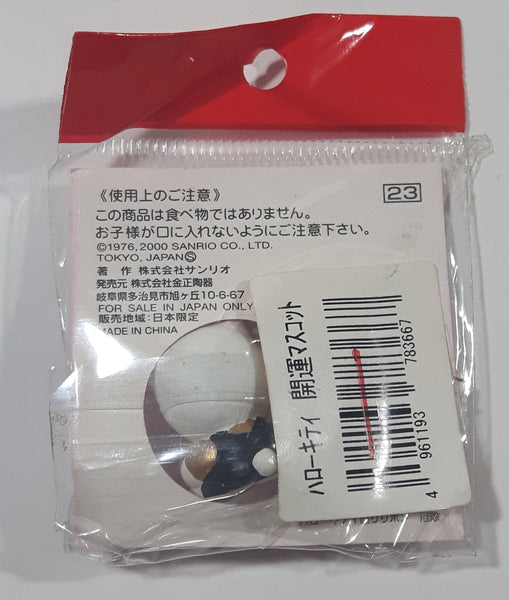 《使用上のご注意》
23
この商品は食べ物ではありません。
お子様が口に入れないようにご注意下さい。
©1976, 2000 SANRIO CO., LTD.
TOKYO, JAPAN Ⓢ
著 作 株式会社サンリオ
発売元 株式会社金正陶器
岐阜県多治見市旭ヶ丘10-6-67
FOR SALE IN JAPAN ONLY
販売地域:日本限定
MADE IN CHINA
ハローキティ 開運マスコット
4 961193 783667